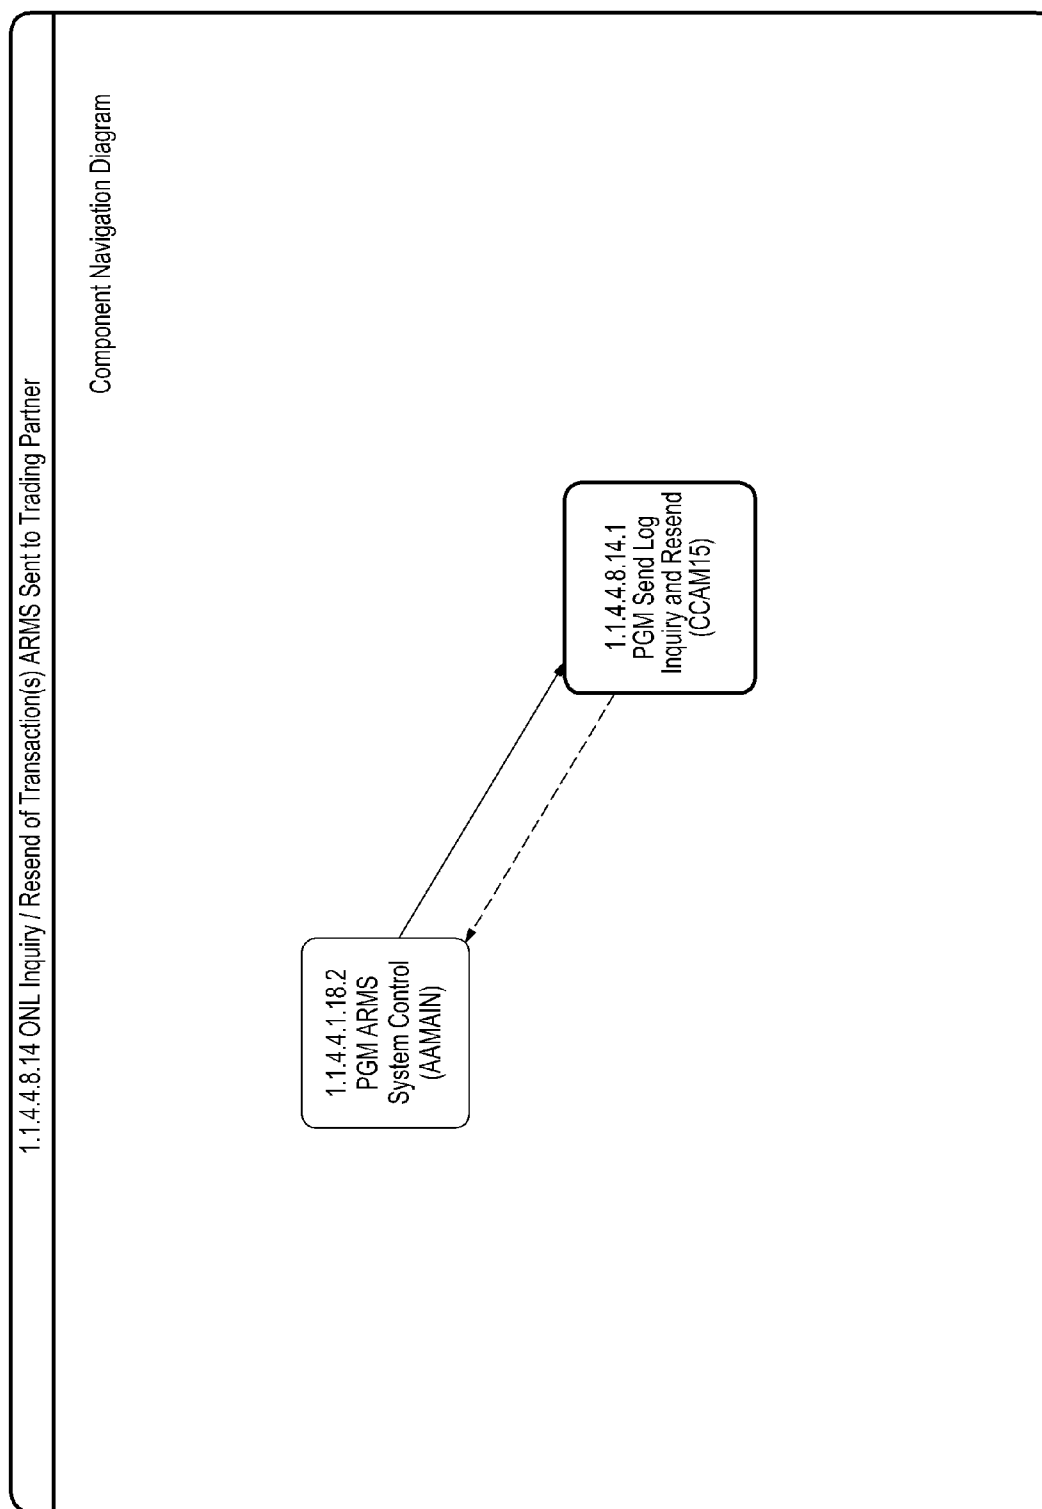 1.1.4.4.8.14 ONL Inquiry / Resend of Transaction(s) ARMS Sent to Trading Partner
Component Navigation Diagram
1.1.4.4.1.18.2
PGM ARMS
System Control
(AAMAIN)
1.1.4.4.8.14.1
PGM Send Log
Inquiry and Resend
(CCAM15)